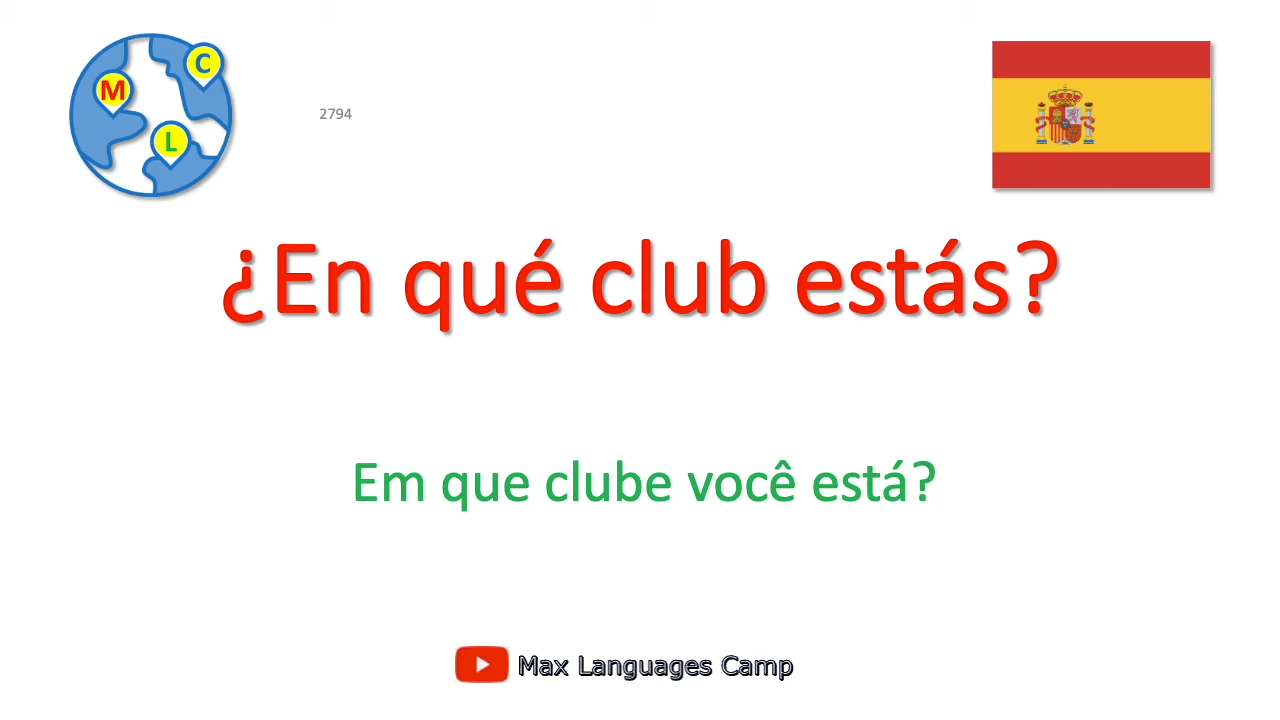 C
M
L
2794
¿En qué club estás?
Em que clube você está?
Max Languages Camp